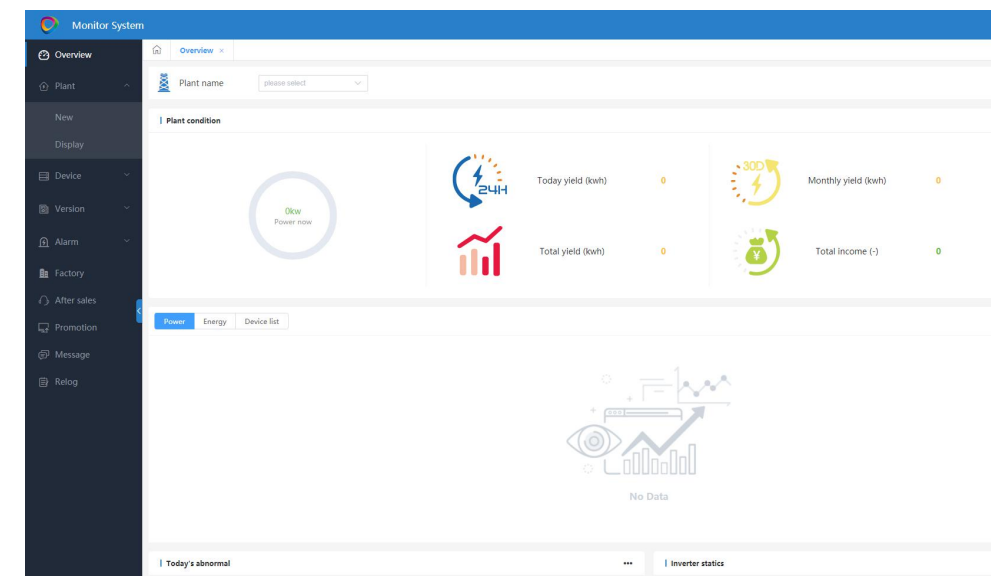 Monitor System
Overview
Plant
New
Display
Device
Version
Alarm
Factory
After sales
Promotion
Message
Relog
Overview ×
Plant name please select
Plant condition
0kw
Power now
24H
Today yield (kwh) 0
30D
Monthly yield (kwh) 0
Total yield (kwh) 0
¥
Total income (-) 0
Power Energy Device list
No Data
Today's abnormal •••
Inverter statics